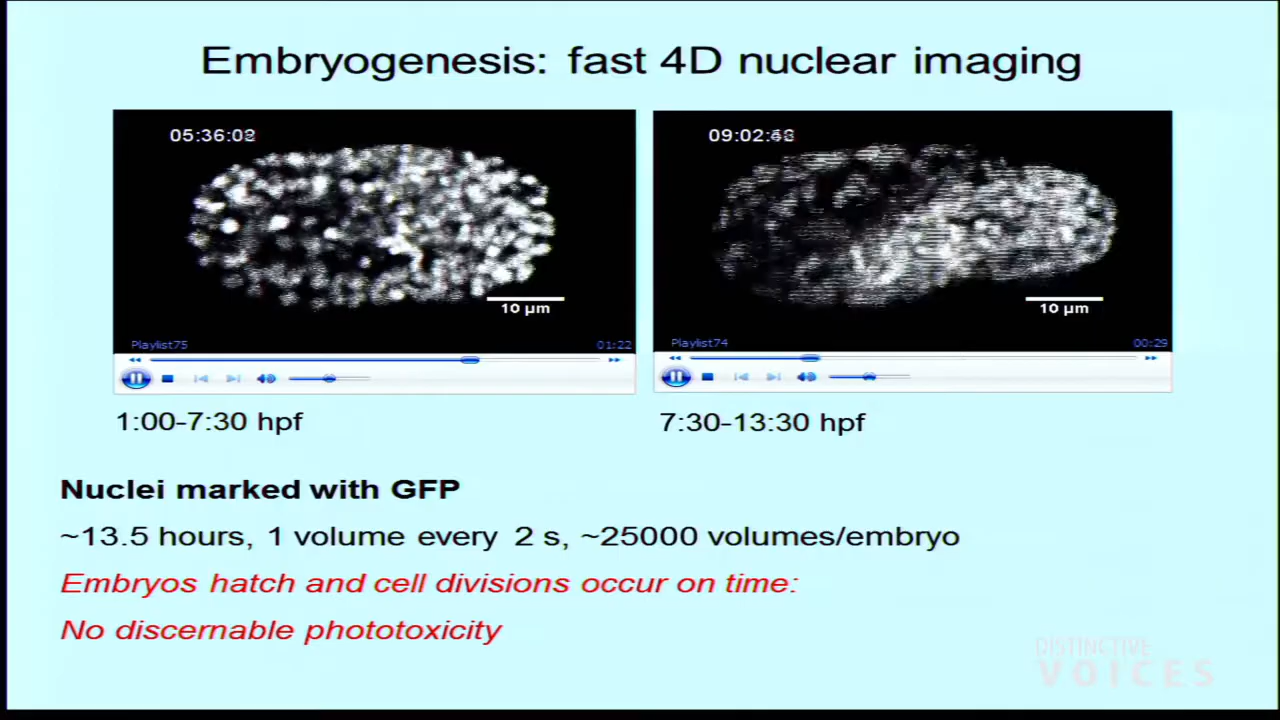 Embryogenesis: fast 4D nuclear imaging
05:36:02
09:02:48
10 µm
10 µm
Playlist75
01:22
Playlist74
00:29
1:00-7:30 hpf
7:30-13:30 hpf
Nuclei marked with GFP
~13.5 hours, 1 volume every 2 s, ~25000 volumes/embryo
Embryos hatch and cell divisions occur on time:
No discernable phototoxicity
DISTINCTIVE
VOICES